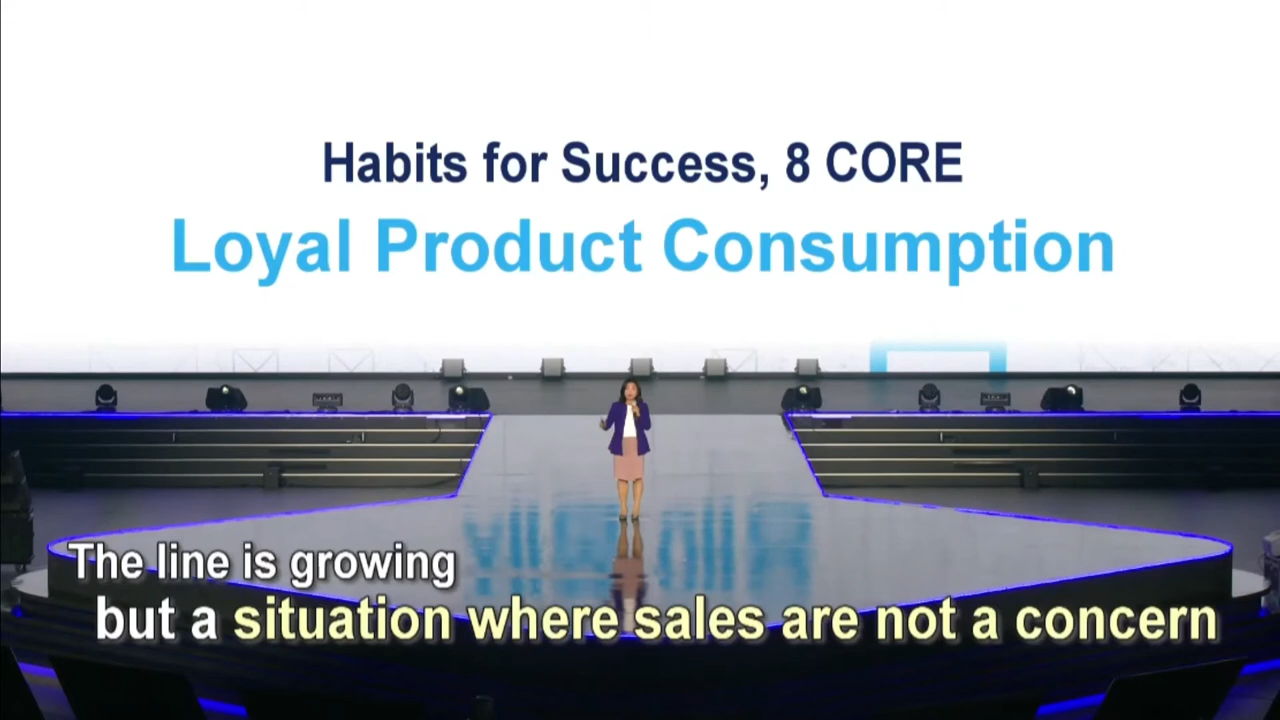 Habits for Success, 8 CORE
Loyal Product Consumption
The line is growing
but a situation where sales are not a concern